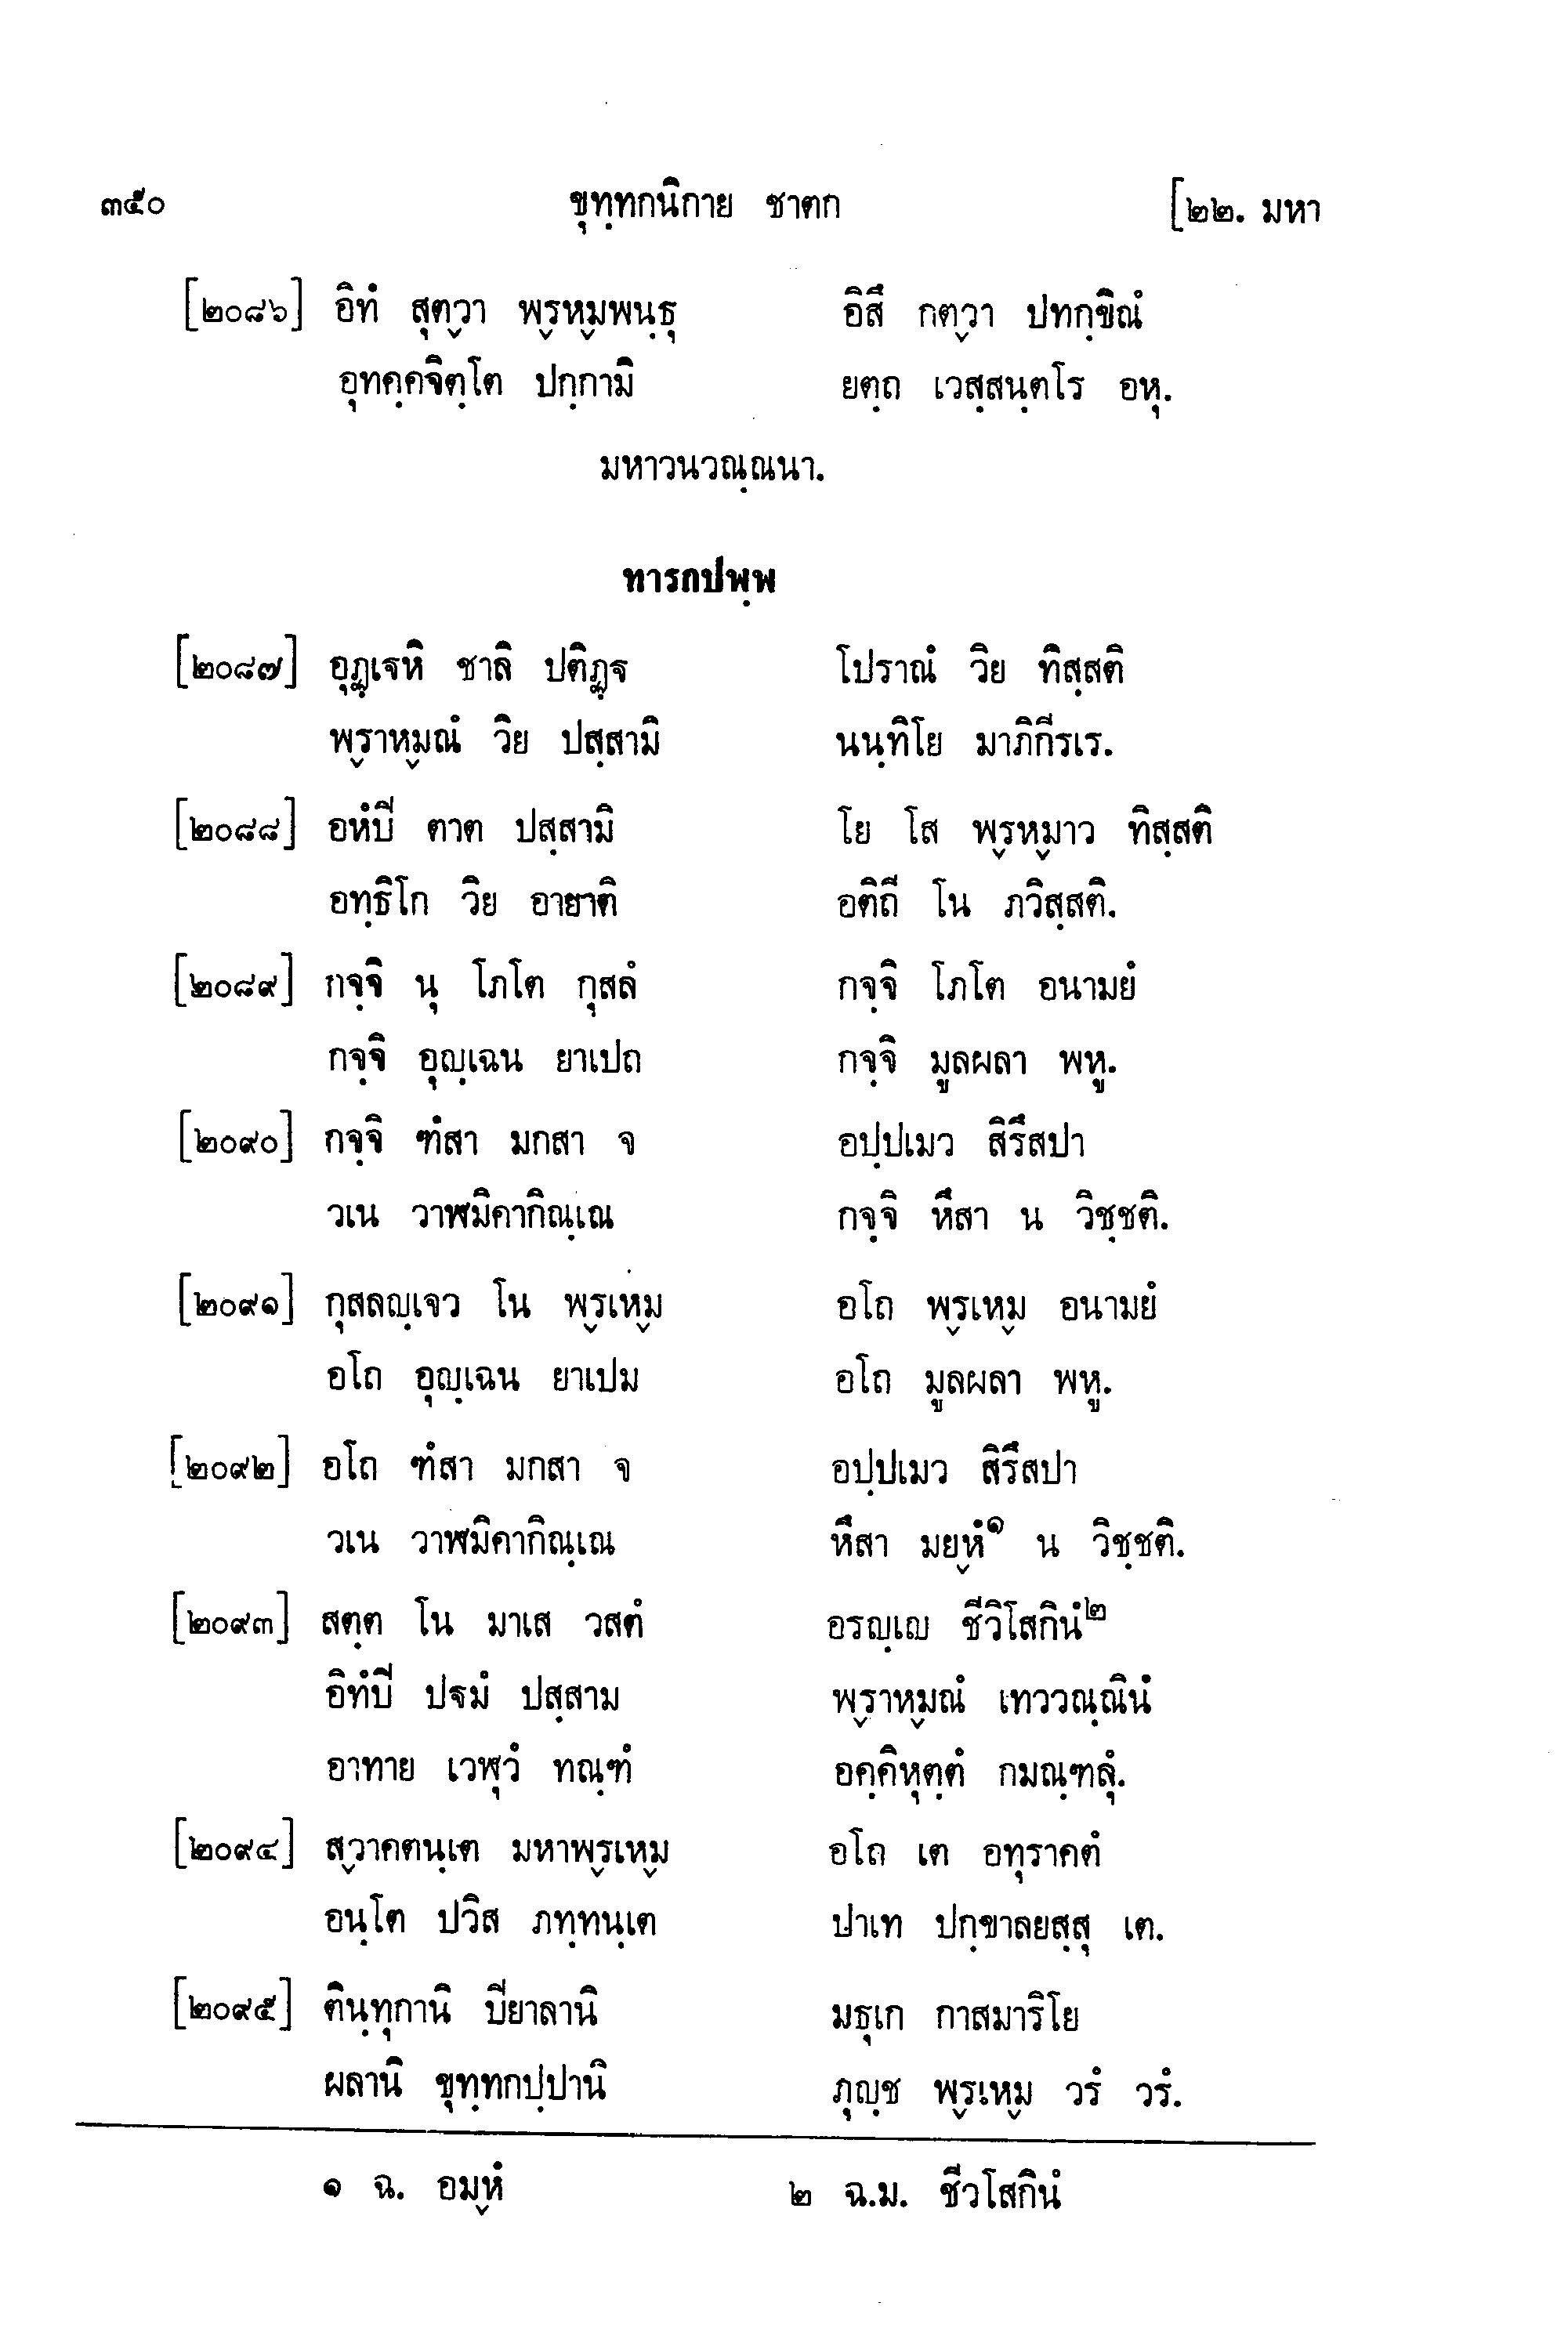 ๓๕๐ ขุทฺทกนิกาย ชาตก [๒๒. มหา
[๒๐๘๖] อิทํ สุตฺวา พฺรหฺมพนฺธุ อิสึ กตฺวา ปทกฺขิณํ
อุทคฺคจิตฺโต ปกฺกามิ ยตฺถ เวสฺสนฺตโร อหุ.
มหาวนวณฺณนา.
ทารกปพฺพ
[๒๐๘๗] อุฏฺเฐหิ ชาลิ ปติฏฺฐ โปราณํ วิย ทิสฺสติ
พฺราหฺมณํ วิย ปสฺสามิ นนฺทิโย มาภิกีรเร.
[๒๐๘๘] อหํปิ ตาต ปสฺสามิ โย โส พฺรหฺมาว ทิสฺสติ
อทฺธิโก วิย อายาติ อติถี โน ภวิสฺสติ.
[๒๐๘๙] กจฺจิ นุ โภโต กุสลํ กจฺจิ โภโต อนามยํ
กจฺจิ อุญฺเฉน ยาเปถ กจฺจิ มูลผลา พหู.
[๒๐๙๐] กจฺจิ ฑํสา มกสา จ อปฺปเมว สิรึสปา
วเน วาฬมิคากิณฺเณ กจฺจิ หึสา น วิชฺชติ.
[๒๐๙๑] กุสลญฺเจว โน พฺรเหฺม อโถ พฺรเหฺม อนามยํ
อโถ อุญฺเฉน ยาเปม อโถ มูลผลา พหู.
[๒๐๙๒] อโถ ฑํสา มกสา จ อปฺปเมว สิรึสปา
วเน วาฬมิคากิณฺเณ หึสา มยฺหํ๑ น วิชฺชติ.
[๒๐๙๓] สตฺต โน มาเส วสตํ อรญฺเญ ชีวิโสกินํ๒
อิทํปิ ปฐมํ ปสฺสาม พฺราหฺมณํ เทววณฺณินํ
อาทาย เวฬุวํ ทณฺฑํ อคฺคิหุตฺตํ กมณฺฑลุํ.
[๒๐๙๔] สฺวาคตนฺเต มหาพฺรเหฺม อโถ เต อทุราคตํ
อนฺโต ปวิส ภทฺทนฺเต ปาเท ปกฺขาลยสฺสุ เต.
[๒๐๙๕] ตินฺทุกานิ ปิยาลานิ มธุเก กาสมาริโย
ผลานิ ขุทฺทกปฺปานิ ภุญฺช พฺรเหฺม วรํ วรํ.
๑ ฉ. อมฺหํ ๒ ฉ.ม. ชีวโสกินํ